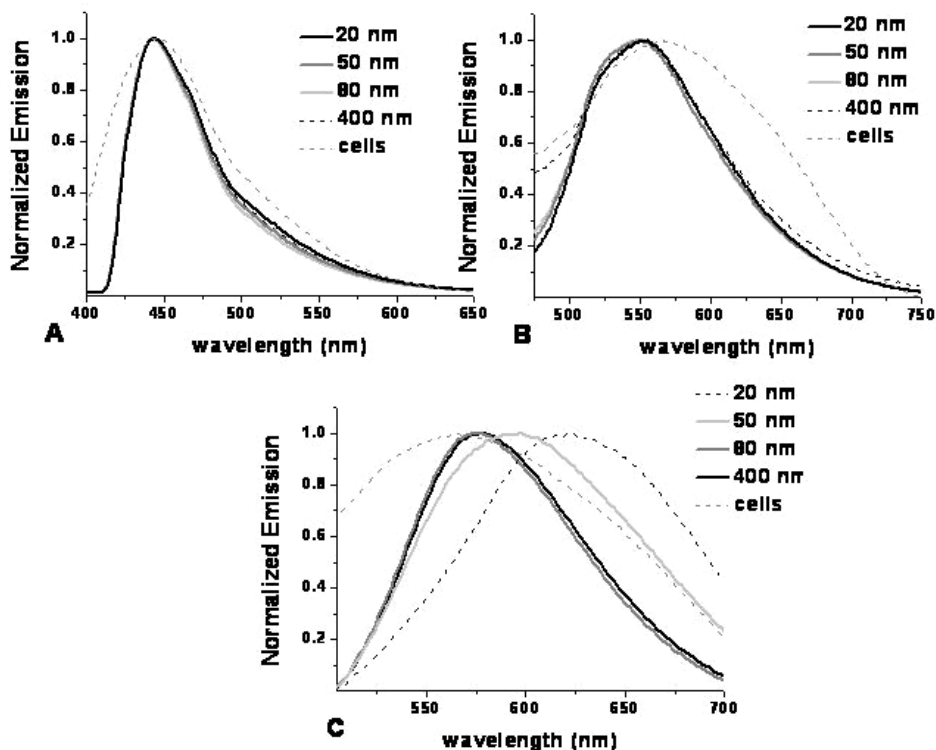 Normalized Emission
1.0
0.8
0.6
0.4
0.2
400 450 500 550 600 650
wavelength (nm)
A
20 nm
50 nm
80 nm
400 nm
cells
Normalized Emission
1.0
0.8
0.6
0.4
0.2
500 550 600 650 700 750
wavelength (nm)
B
20 nm
50 nm
80 nm
400 nm
cells
Normalized Emission
1.0
0.8
0.6
0.4
0.2
550 600 650 700
wavelength (nm)
C
20 nm
50 nm
80 nm
400 nm
cells